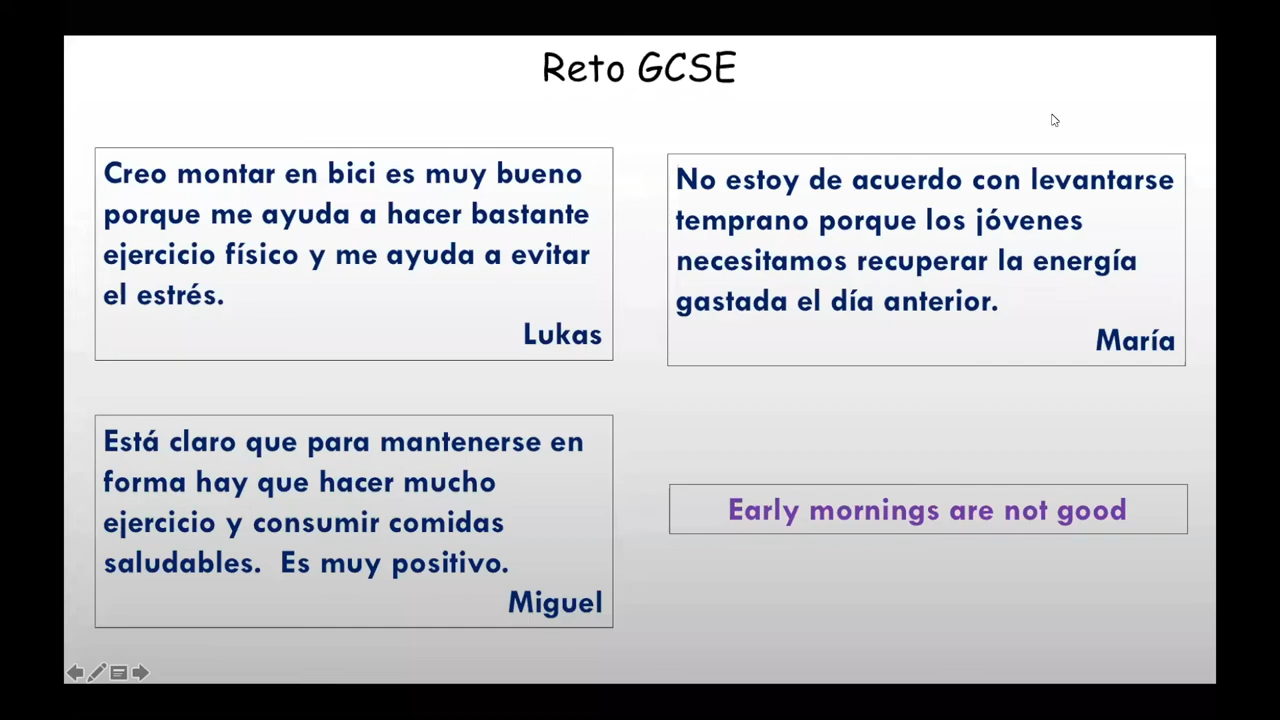 Reto GCSE
Creo montar en bici es muy bueno
porque me ayuda a hacer bastante
ejercicio físico y me ayuda a evitar
el estrés.
Lukas
No estoy de acuerdo con levantarse
temprano porque los jóvenes
necesitamos recuperar la energía
gastada el día anterior.
María
Está claro que para mantenerse en
forma hay que hacer mucho
ejercicio y consumir comidas
saludables.  Es muy positivo.
Miguel
Early mornings are not good